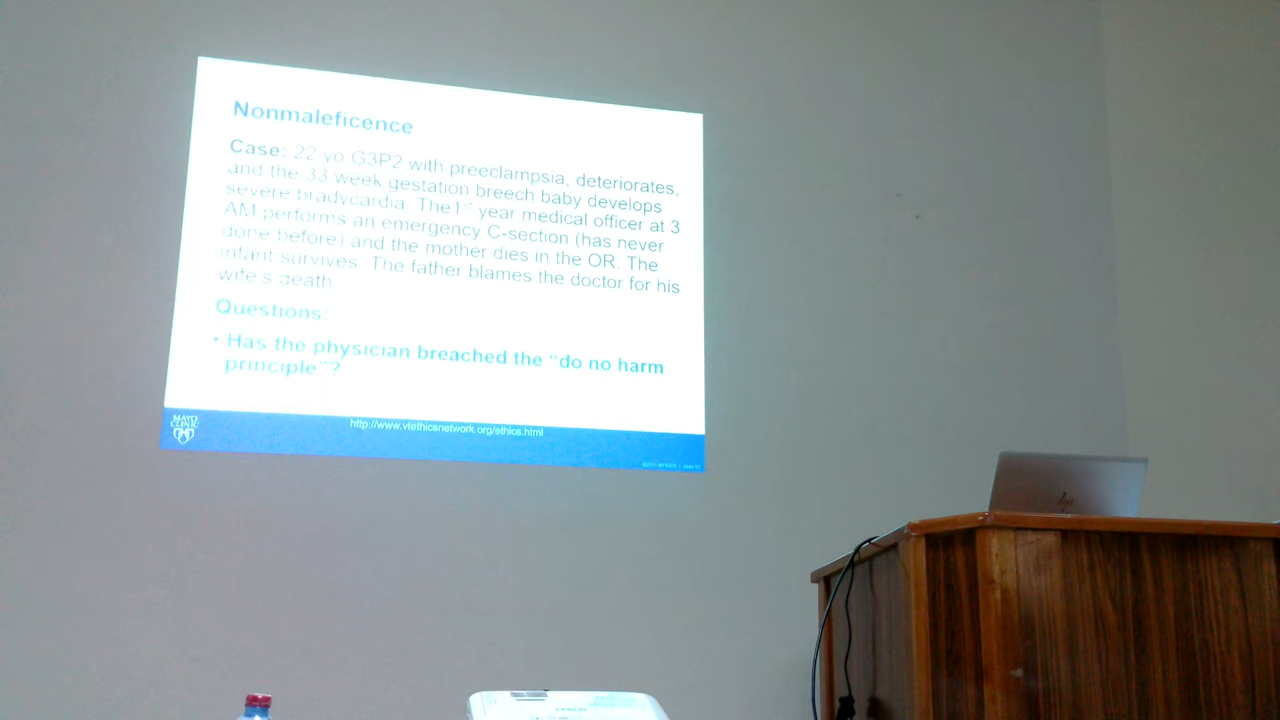 Nonmaleficence
Case: 22 yo G3P2 with preeclampsia, deteriorates,
and the 33 week gestation breech baby develops
severe bradycardia. The 1st year medical officer at 3
AM performs an emergency C-section (has never
done before) and the mother dies in the OR. The
infant survives. The father blames the doctor for his
wife's death
Questions:
• Has the physician breached the "do no harm
principle"?
MAYO
CLINIC
http://www.vtethicsnetwork.org/ethics.html
hp